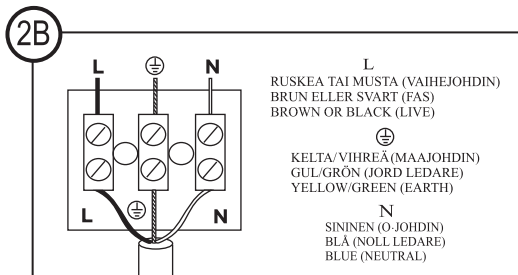 2B
L ⏚ N
L ⏚ N
L
RUSKEA TAI MUSTA (VAIHEJOHDIN)
BRUN ELLER SVART (FAS)
BROWN OR BLACK (LIVE)
⏚
KELTA/VIHREÄ(MAAJOHDIN)
GUL/GRÖN (JORD LEDARE)
YELLOW/GREEN (EARTH)
N
SININEN (O-JOHDIN)
BLÅ (NOLL LEDARE)
BLUE (NEUTRAL)